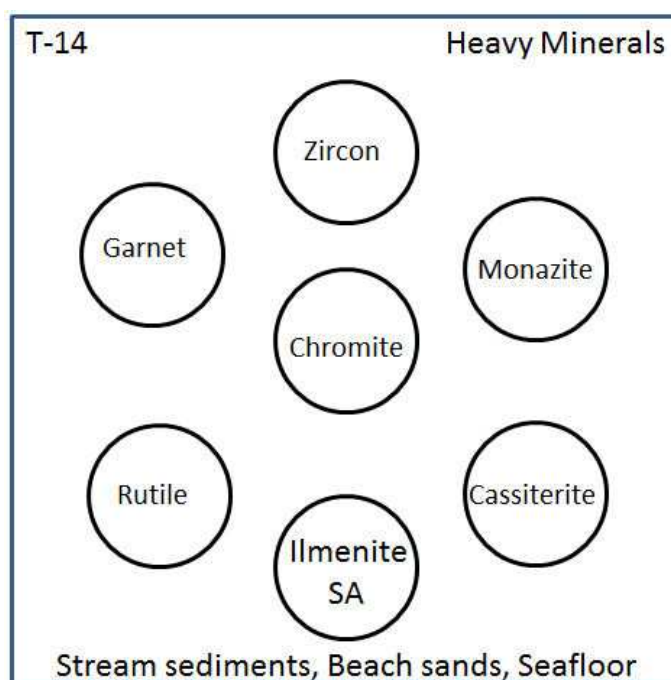 T-14
Heavy Minerals
Zircon
Garnet
Monazite
Chromite
Rutile
Cassiterite
Ilmenite
SA
Stream sediments, Beach sands, Seafloor